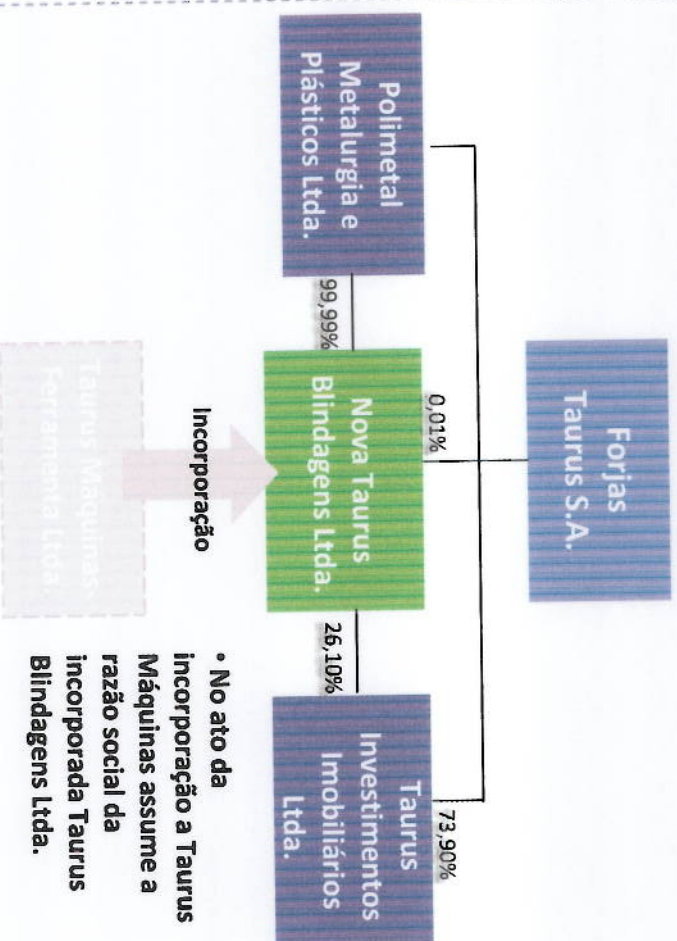 Forjas
Taurus S.A.
Polimetal
Metalurgia e
Plásticos Ltda.
99,99%
0,01%
Nova Taurus
Blindagens Ltda.
26,10%
73,90%
Taurus
Investimentos
Imobiliários
Ltda.
Incorporação
Taurus Máquinas-
Ferramenta Ltda.
• No ato da
incorporação a Taurus
Máquinas assume a
razão social da
incorporada Taurus
Blindagens Ltda.